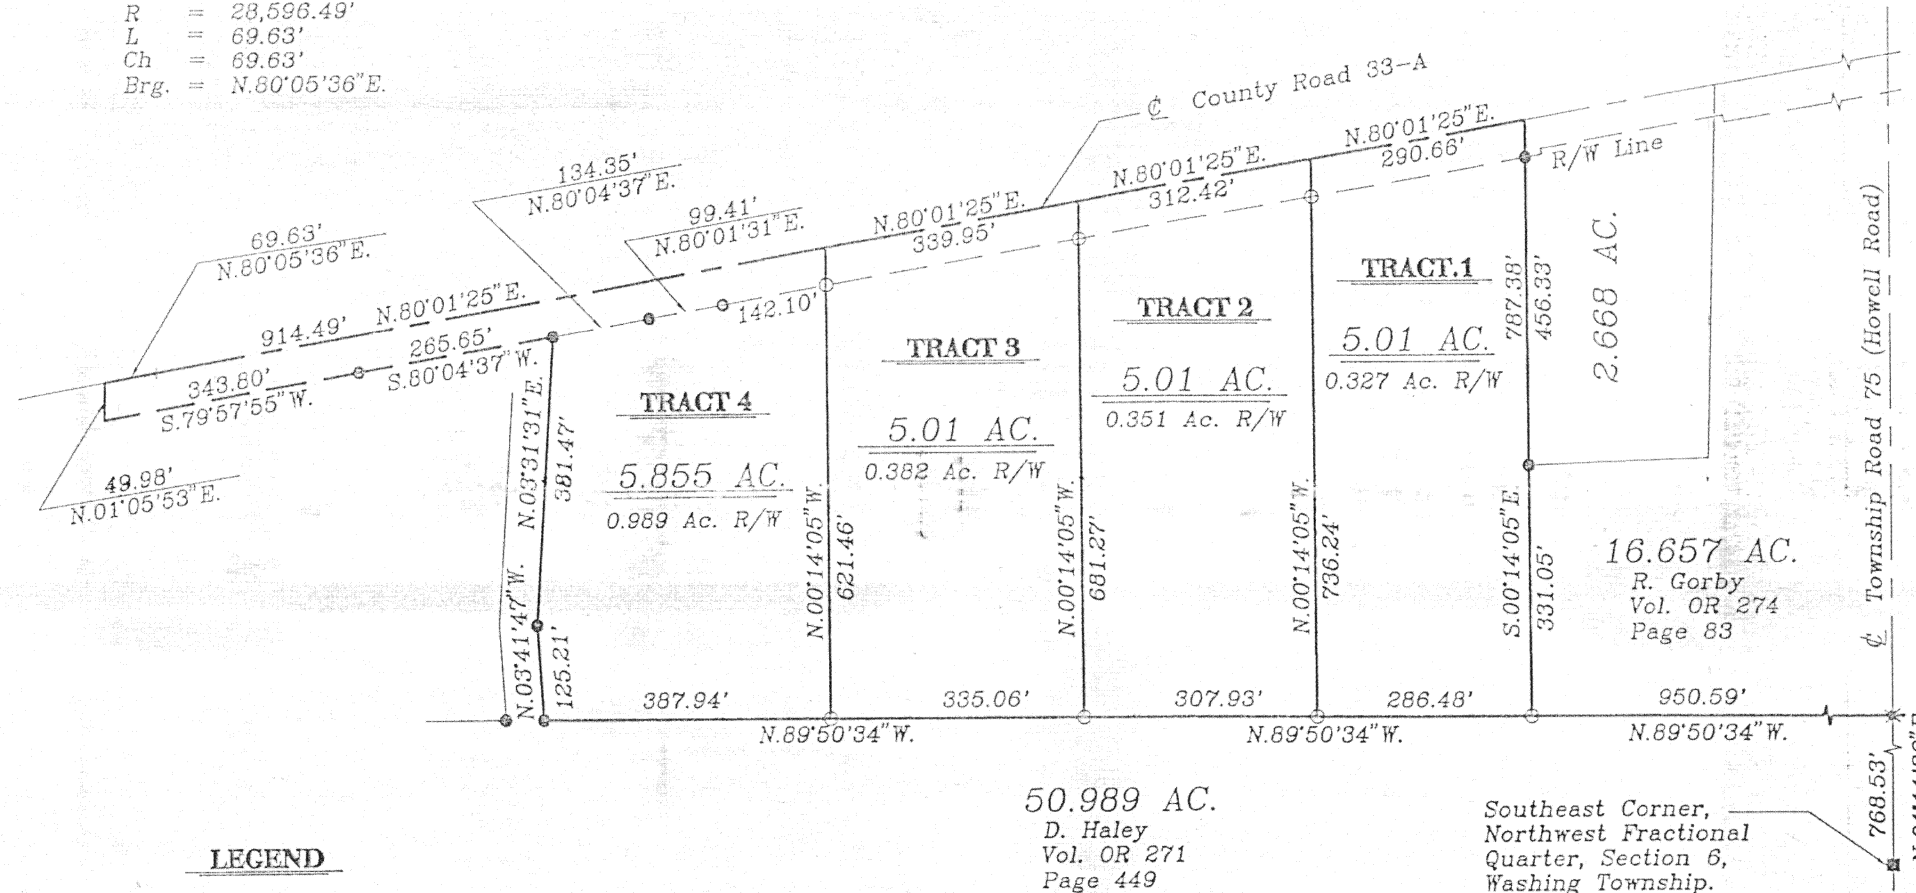 R = 28,596.49'
L = 69.63'
Ch = 69.63'
Brg. = N.80°05'36"E.
₵ County Road 33-A
R/W Line
134.35'
N.80°04'37"E.
99.41'
N.80°01'31"E.
69.63'
N.80°05'36"E.
N.80°01'25"E.
914.49'
N.80°01'25"E.
339.95'
N.80°01'25"E.
312.42'
N.80°01'25"E.
290.66'
142.10'
265.65'
S.80°04'37"W.
343.80'
S.79°57'55"W.
49.98'
N.01°05'53"E.
TRACT 4
5.855 AC.
0.989 Ac. R/W
TRACT 3
5.01 AC.
0.382 Ac. R/W
TRACT 2
5.01 AC.
0.351 Ac. R/W
TRACT.1
5.01 AC.
0.327 Ac. R/W
2.668 AC.
N.03°31'31"E.
381.47'
N.03°41'47"W.
125.21'
N.00°14'05"W.
621.46'
N.00°14'05"W.
681.27'
N.00°14'05"W.
736.24'
787.38'
456.33'
S.00°14'05"E.
331.05'
16.657 AC.
R. Gorby
Vol. OR 274
Page 83
₵ Township Road 75 (Howell Road)
387.94'
335.06'
307.93'
286.48'
950.59'
N.89°50'34"W.
N.89°50'34"W.
N.89°50'34"W.
768.53'
50.989 AC.
D. Haley
Vol. OR 271
Page 449
Southeast Corner,
Northwest Fractional
Quarter, Section 6,
Washing Township.
LEGEND